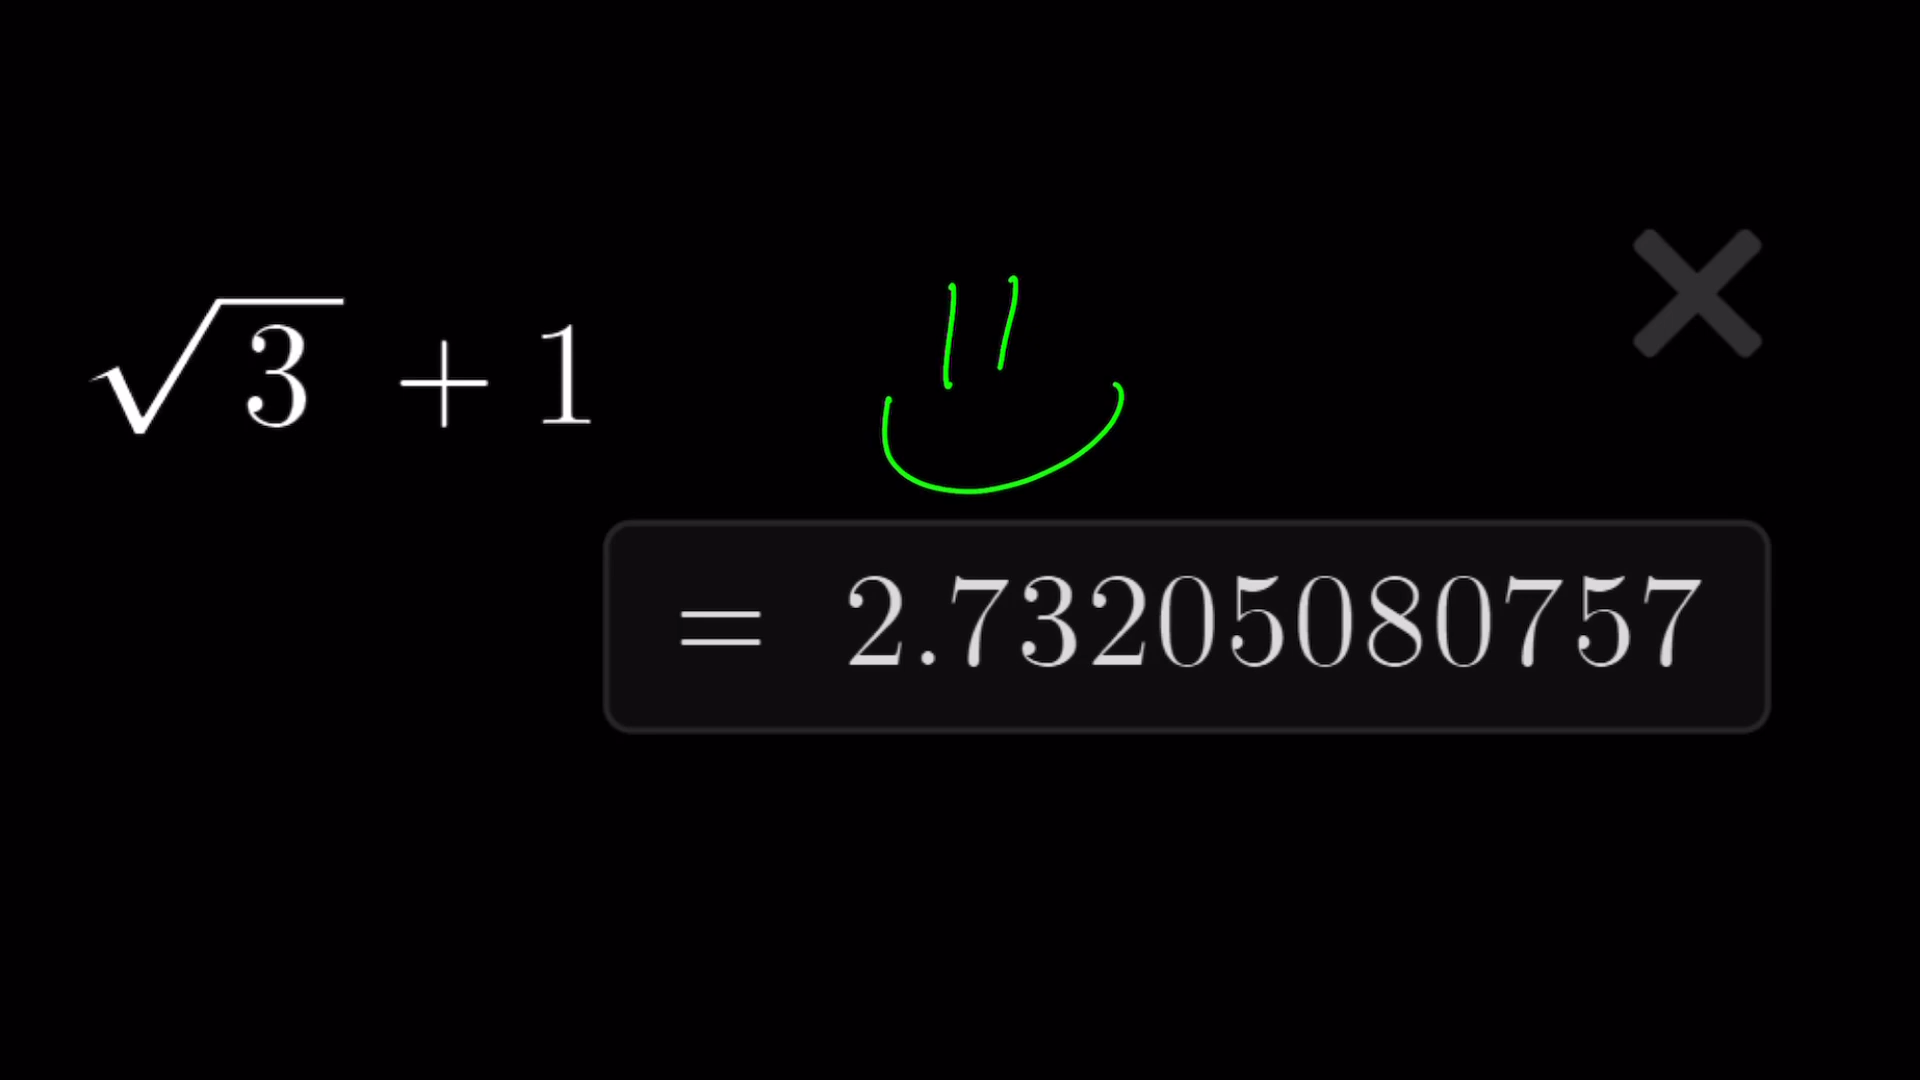 √3 + 1
= 2.73205080757